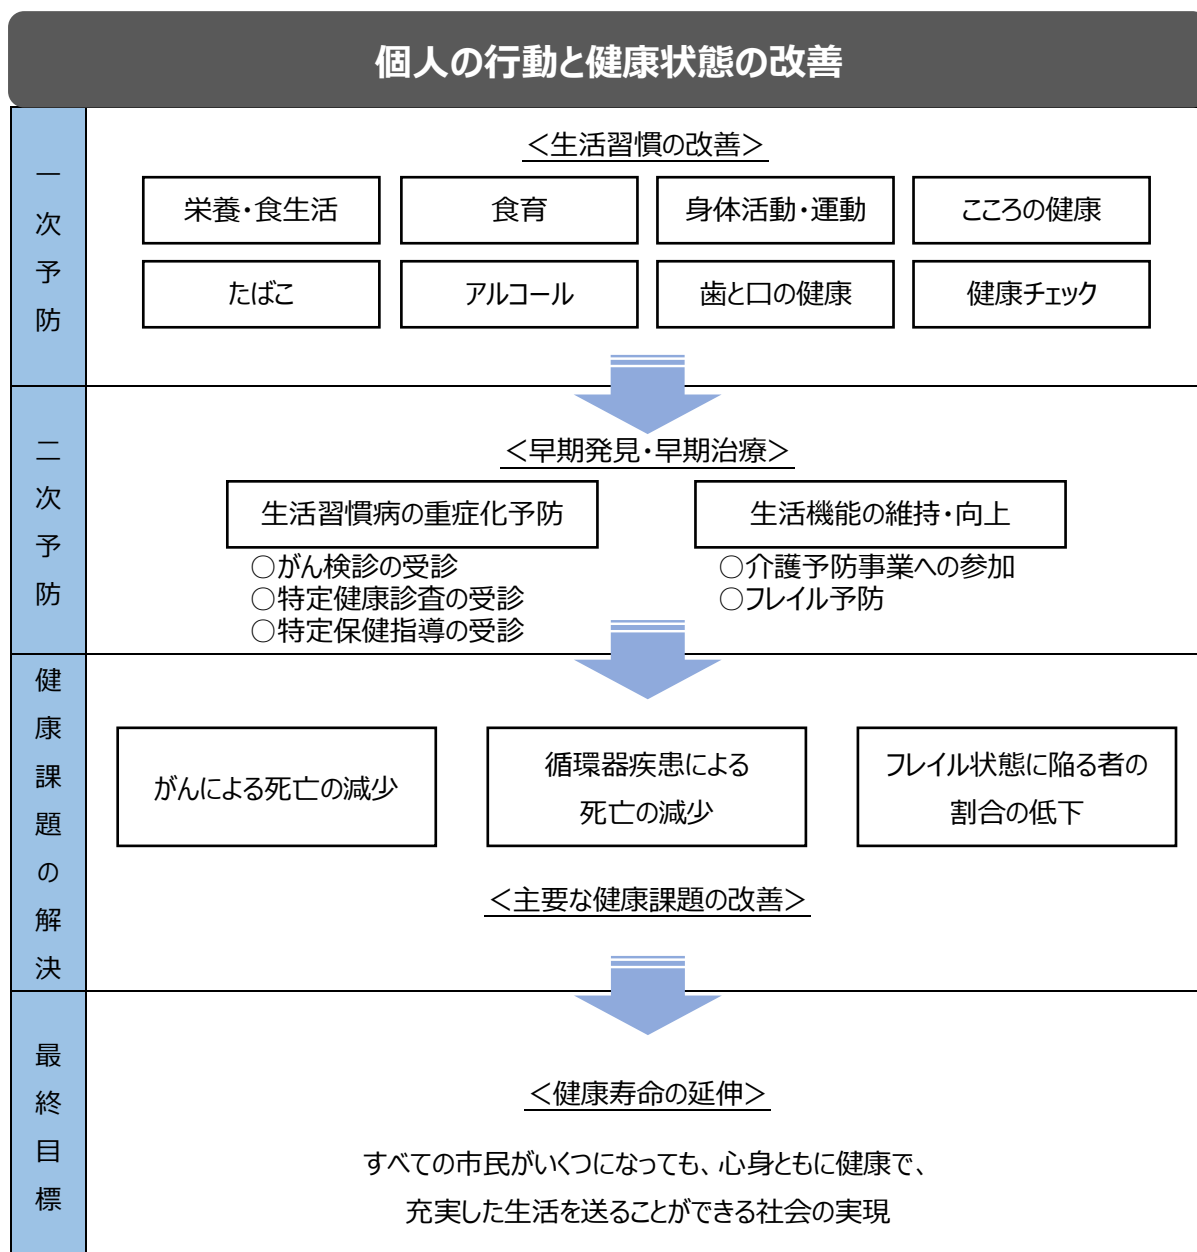 個人の行動と健康状態の改善
一次予防
＜生活習慣の改善＞
栄養・食生活
食育
身体活動・運動
こころの健康
たばこ
アルコール
歯と口の健康
健康チェック
二次予防
＜早期発見・早期治療＞
生活習慣病の重症化予防
○がん検診の受診
○特定健康診査の受診
○特定保健指導の受診
生活機能の維持・向上
○介護予防事業への参加
○フレイル予防
健康課題の解決
がんによる死亡の減少
循環器疾患による
死亡の減少
フレイル状態に陥る者の
割合の低下
＜主要な健康課題の改善＞
最終目標
＜健康寿命の延伸＞
すべての市民がいくつになっても、心身ともに健康で、
充実した生活を送ることができる社会の実現